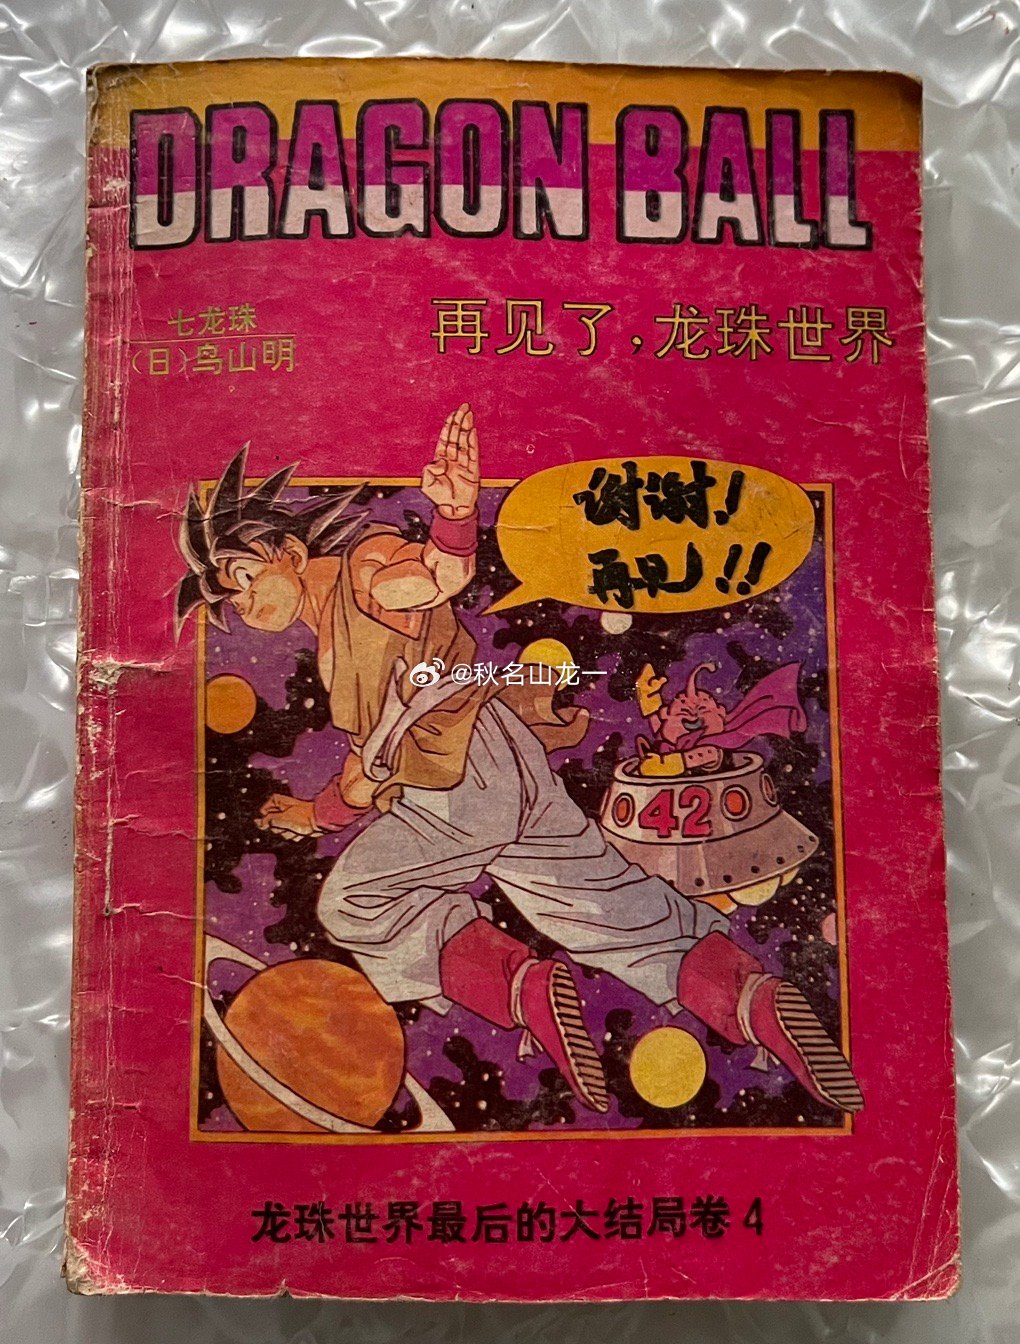 DRAGON BALL
七龙珠
(日)鸟山明
再见了，龙珠世界
谢谢！
再见！！
@秋名山龙一
42
龙珠世界最后的大结局卷4